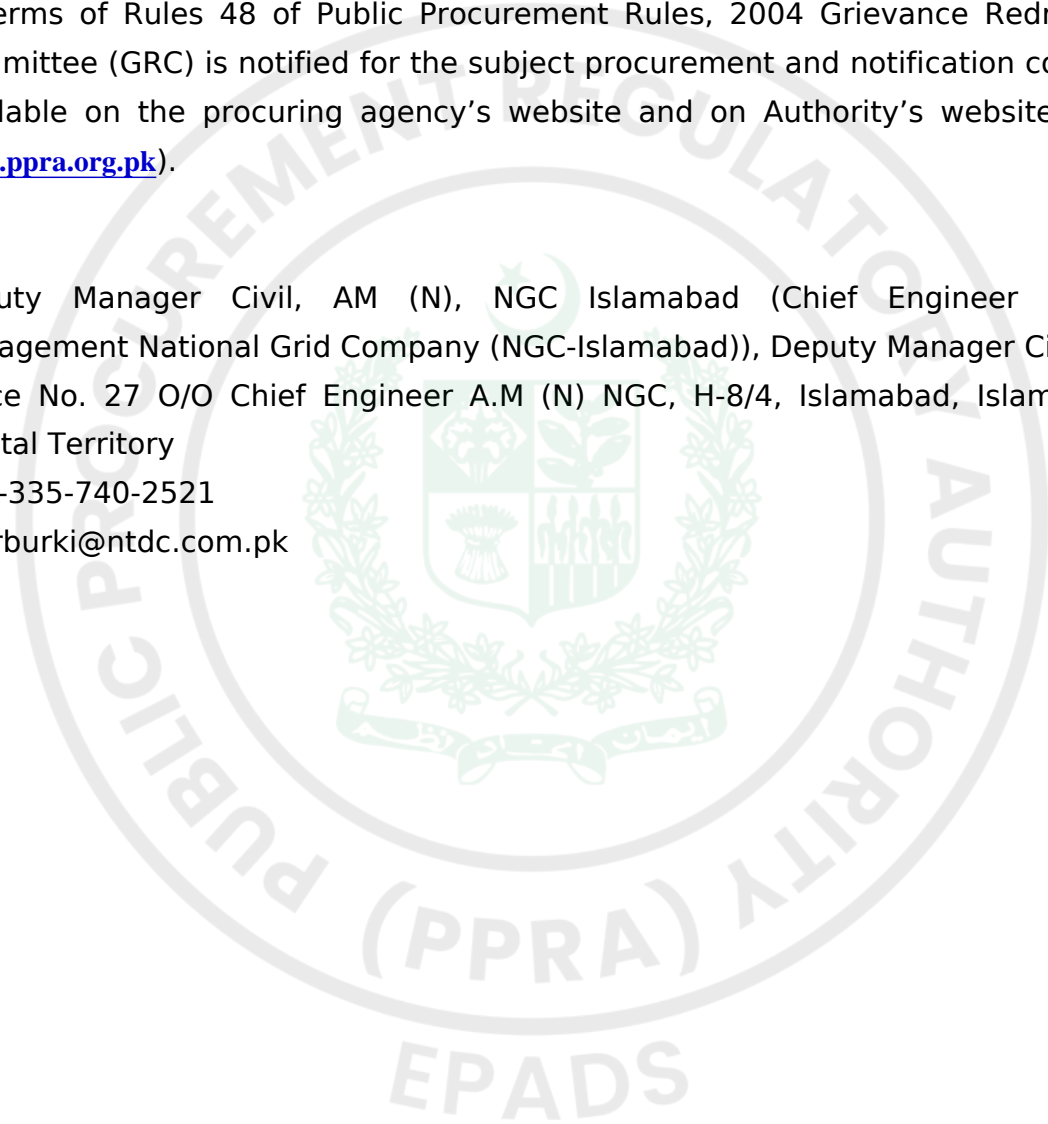 erms of Rules 48 of Public Procurement Rules, 2004 Grievance Redr
mittee (GRC) is notified for the subject procurement and notification co
lable on the procuring agency’s website and on Authority’s website
.ppra.org.pk).
uty Manager Civil, AM (N), NGC Islamabad (Chief Engineer
agement National Grid Company (NGC-Islamabad)), Deputy Manager Ci
ce No. 27 O/O Chief Engineer A.M (N) NGC, H-8/4, Islamabad, Islam
tal Territory
-335-740-2521
rburki@ntdc.com.pk
PUBLIC PROCUREMENT REGULATORY AUTHORITY
(PPRA)
EPADS